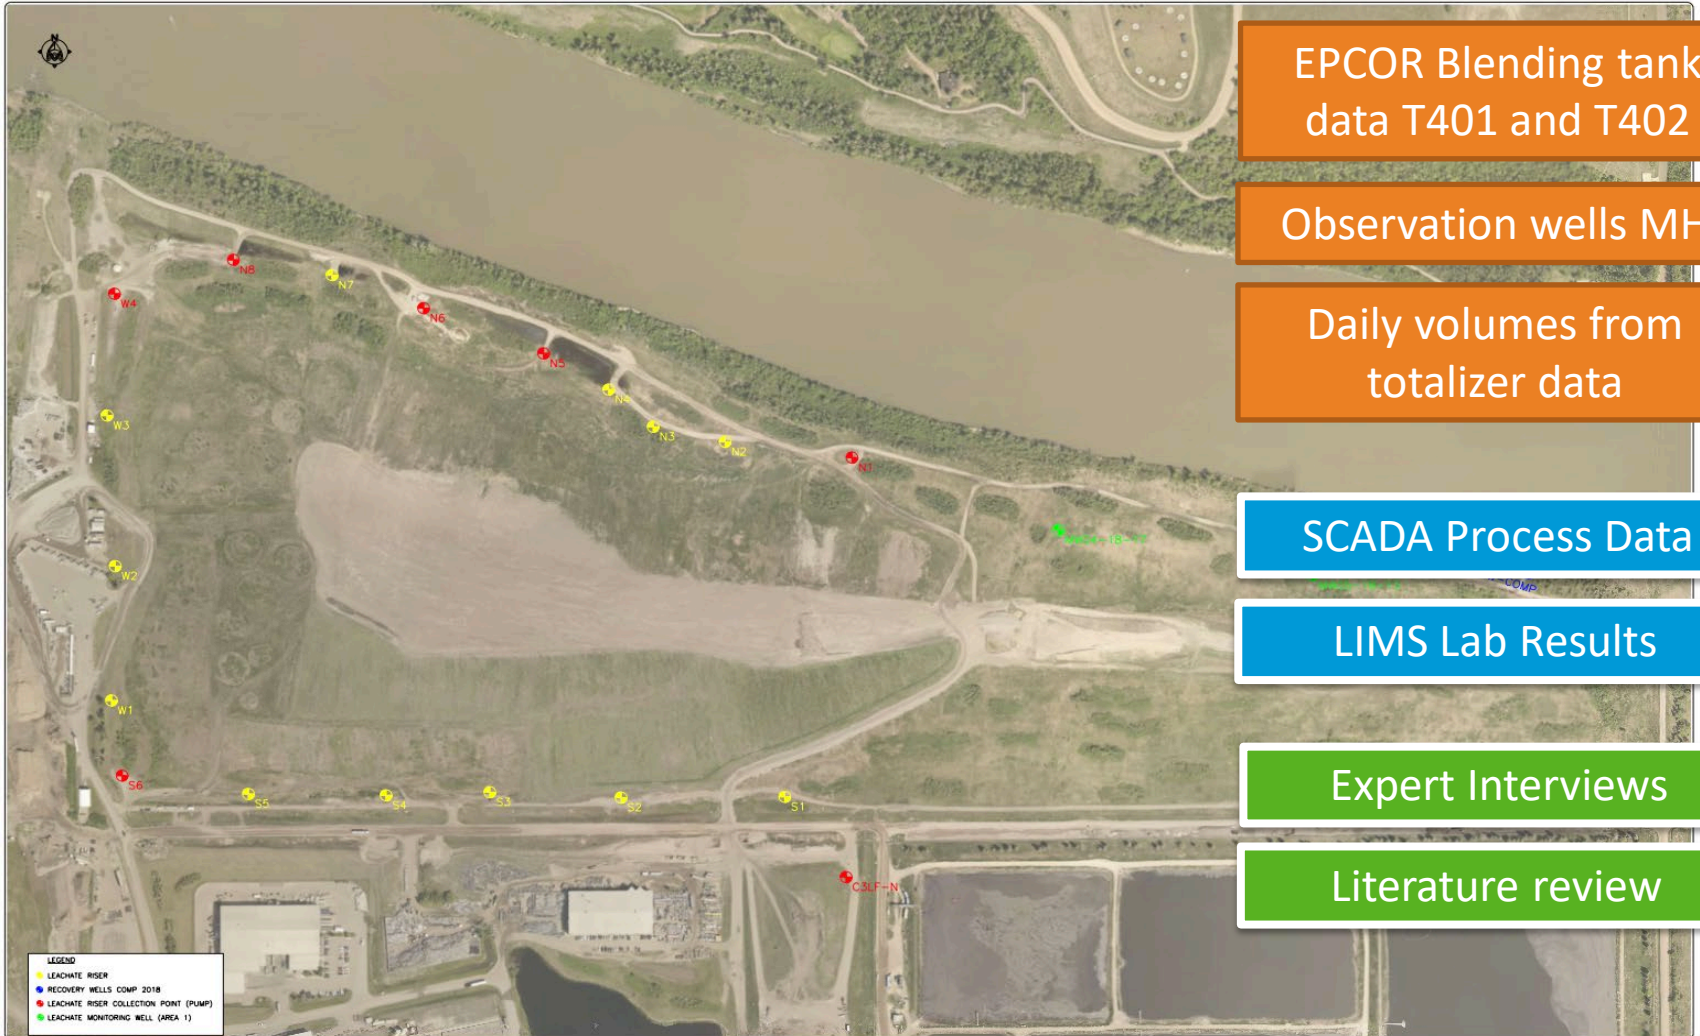 N
EPCOR Blending tank
data T401 and T402
Observation wells MH
Daily volumes from
totalizer data
SCADA Process Data
LIMS Lab Results
Expert Interviews
Literature review
N8
N7
W4
N6
N5
N4
W3
N3
N2
N1
COMP
W2
W1
S6
S5
S4
S3
S2
S1
C3LF-N
LEGEND
LEACHATE RISER
RECOVERY WELLS COMP 2018
LEACHATE RISER COLLECTION POINT (PUMP)
LEACHATE MONITORING WELL (AREA 1)